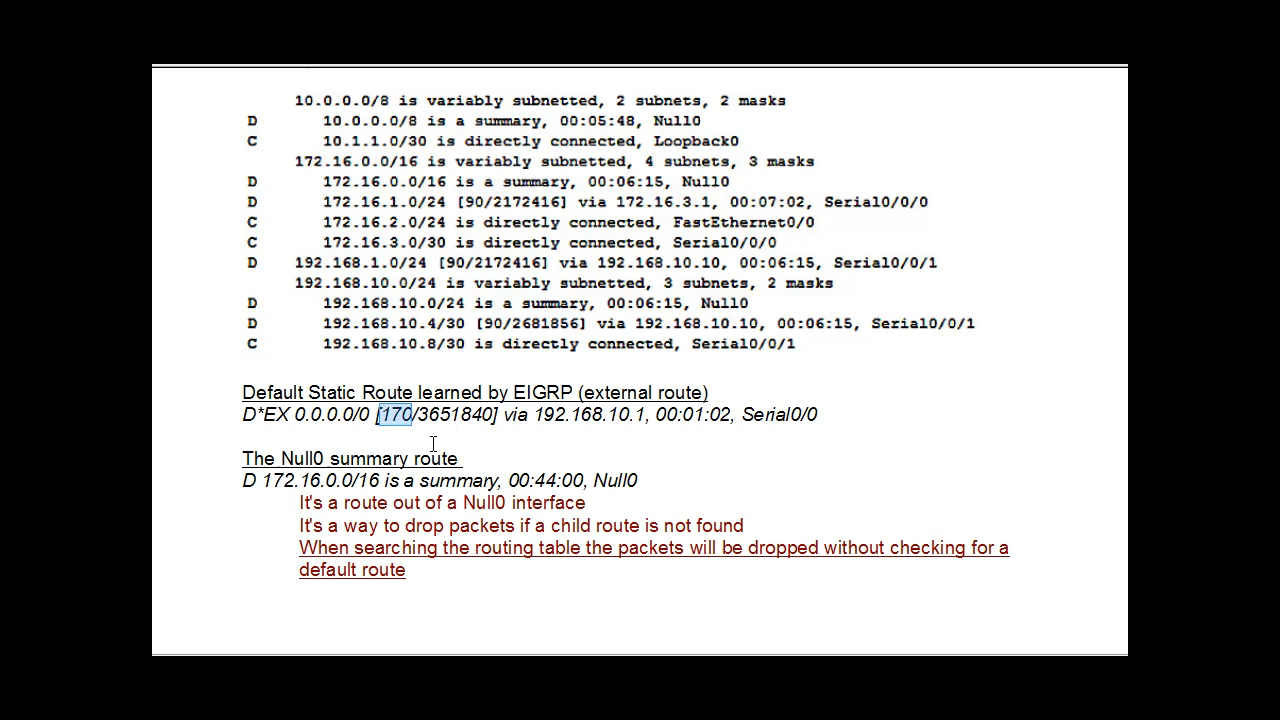 10.0.0.0/8 is variably subnetted, 2 subnets, 2 masks
D 10.0.0.0/8 is a summary, 00:05:48, Null0
C 10.1.1.0/30 is directly connected, Loopback0
172.16.0.0/16 is variably subnetted, 4 subnets, 3 masks
D 172.16.0.0/16 is a summary, 00:06:15, Null0
D 172.16.1.0/24 [90/2172416] via 172.16.3.1, 00:07:02, Serial0/0/0
C 172.16.2.0/24 is directly connected, FastEthernet0/0
C 172.16.3.0/30 is directly connected, Serial0/0/0
D 192.168.1.0/24 [90/2172416] via 192.168.10.10, 00:06:15, Serial0/0/1
192.168.10.0/24 is variably subnetted, 3 subnets, 2 masks
D 192.168.10.0/24 is a summary, 00:06:15, Null0
D 192.168.10.4/30 [90/2681856] via 192.168.10.10, 00:06:15, Serial0/0/1
C 192.168.10.8/30 is directly connected, Serial0/0/1
Default Static Route learned by EIGRP (external route)
D*EX 0.0.0.0/0 [170/3651840] via 192.168.10.1, 00:01:02, Serial0/0
The Null0 summary route
D 172.16.0.0/16 is a summary, 00:44:00, Null0
It's a route out of a Null0 interface
It's a way to drop packets if a child route is not found
When searching the routing table the packets will be dropped without checking for a
default route